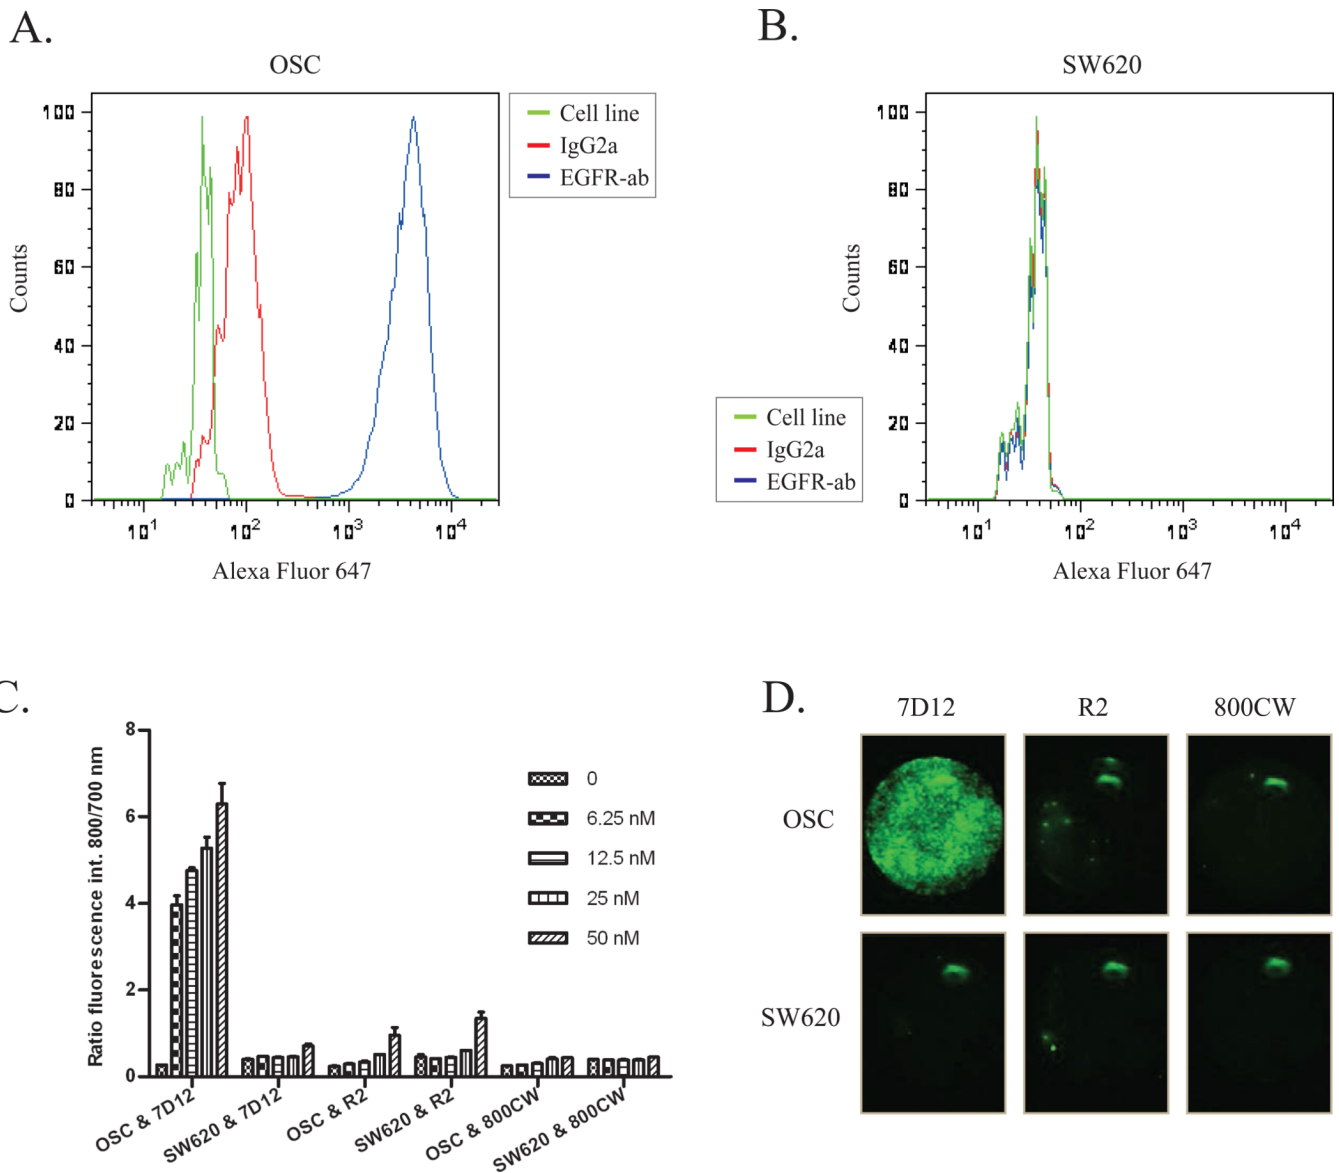 A.
OSC
100
80
60
40
20
0
Counts
10¹ 10² 10³ 10⁴
Alexa Fluor 647
Cell line
IgG2a
EGFR-ab
B.
SW620
100
80
60
40
20
0
Counts
10¹ 10² 10³ 10⁴
Alexa Fluor 647
Cell line
IgG2a
EGFR-ab
C.
Ratio fluorescence int. 800/700 nm
8
6
4
2
0
0
6.25 nM
12.5 nM
25 nM
50 nM
OSC & 7D12
SW620 & 7D12
OSC & R2
SW620 & R2
OSC & 800CW
SW620 & 800CW
D.
7D12 R2 800CW
OSC
SW620